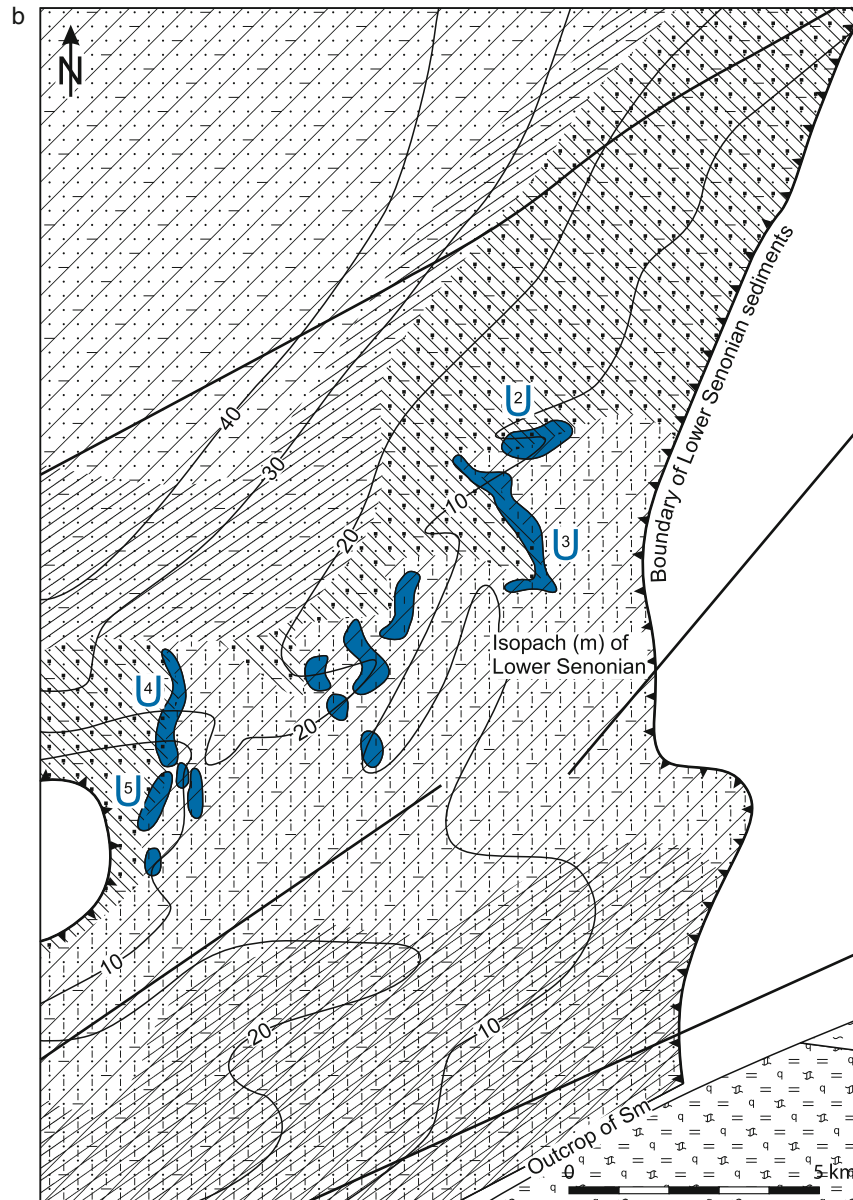 b
N
40
30
20
10
U 2
U 3
Boundary of Lower Senonian sediments
Isopach (m) of
Lower Senonian
U 4
20
U 5
10
20
10
Outcrop of Sm
0 5 km